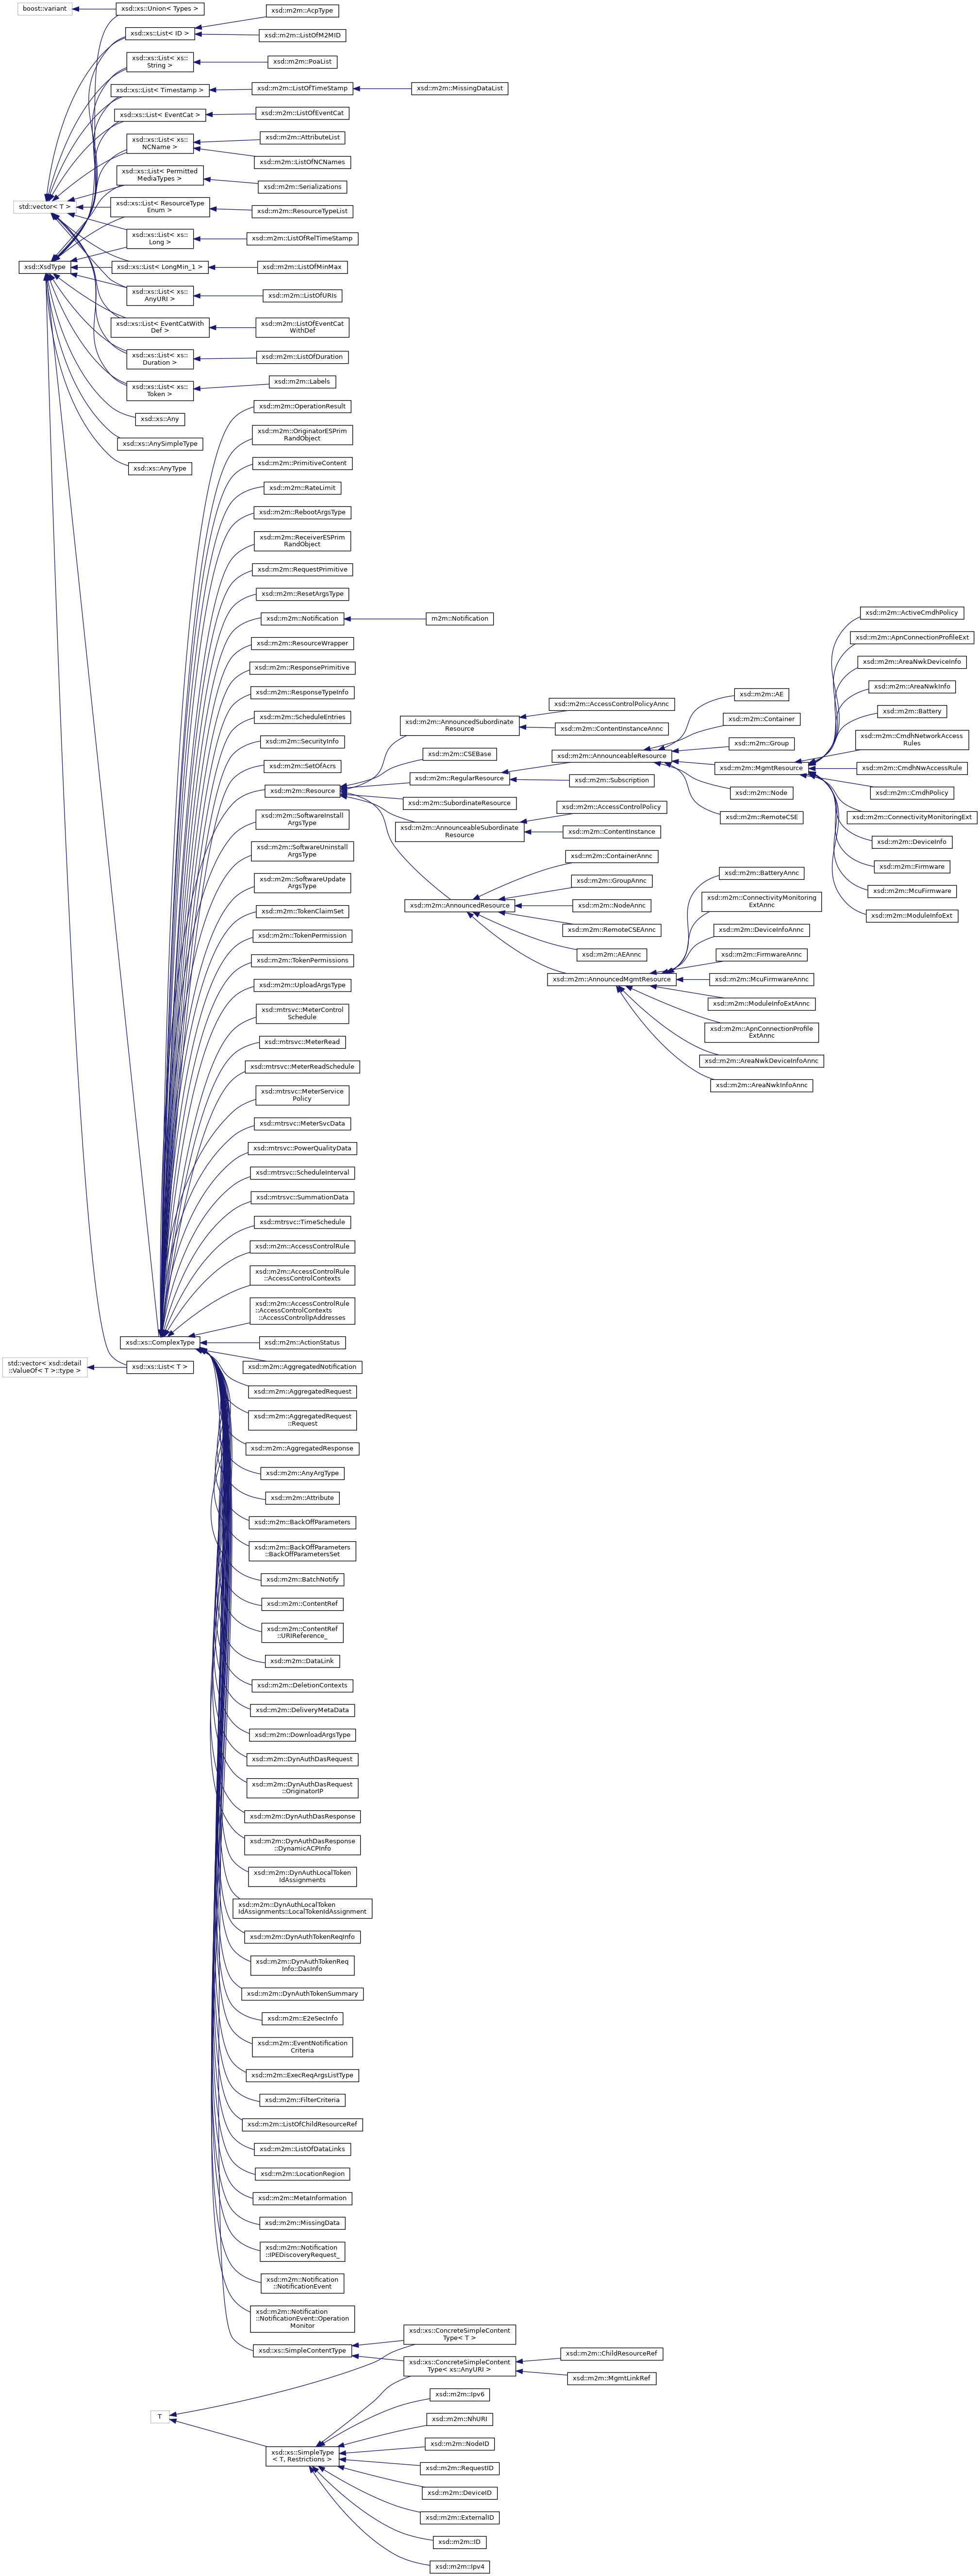 boost::variant
xsd::xs::Union< Types >
xsd::xs::List< ID >
xsd::m2m::AcpType
xsd::m2m::ListOfM2MID
xsd::xs::List< xs::
String >
xsd::m2m::PoaList
xsd::xs::List< Timestamp >
xsd::m2m::ListOfTimeStamp
xsd::m2m::MissingDataList
xsd::xs::List< EventCat >
xsd::m2m::ListOfEventCat
xsd::xs::List< xs::
NCName >
xsd::m2m::AttributeList
xsd::m2m::ListOfNCNames
xsd::xs::List< Permitted
MediaTypes >
xsd::m2m::Serializations
std::vector< T >
xsd::xs::List< ResourceType
Enum >
xsd::m2m::ResourceTypeList
xsd::xs::List< xs::
Long >
xsd::m2m::ListOfRelTimeStamp
xsd::XsdType
xsd::xs::List< LongMin_1 >
xsd::m2m::ListOfMinMax
xsd::xs::List< xs::
AnyURI >
xsd::m2m::ListOfURIs
xsd::xs::List< EventCatWith
Def >
xsd::m2m::ListOfEventCat
WithDef
xsd::xs::List< xs::
Duration >
xsd::m2m::ListOfDuration
xsd::xs::List< xs::
Token >
xsd::m2m::Labels
xsd::xs::Any
xsd::xs::AnySimpleType
xsd::xs::AnyType
xsd::m2m::OperationResult
xsd::m2m::OriginatorESPrim
RandObject
xsd::m2m::PrimitiveContent
xsd::m2m::RateLimit
xsd::m2m::RebootArgsType
xsd::m2m::ReceiverESPrim
RandObject
xsd::m2m::RequestPrimitive
xsd::m2m::ResetArgsType
xsd::m2m::Notification
m2m::Notification
xsd::m2m::ResourceWrapper
xsd::m2m::ResponsePrimitive
xsd::m2m::ResponseTypeInfo
xsd::m2m::ScheduleEntries
xsd::m2m::SecurityInfo
xsd::m2m::SetOfAcrs
xsd::m2m::Resource
xsd::m2m::AnnouncedSubordinate
Resource
xsd::m2m::AccessControlPolicyAnnc
xsd::m2m::ContentInstanceAnnc
xsd::m2m::CSEBase
xsd::m2m::RegularResource
xsd::m2m::AnnounceableResource
xsd::m2m::Subscription
xsd::m2m::SubordinateResource
xsd::m2m::AnnounceableSubordinate
Resource
xsd::m2m::AccessControlPolicy
xsd::m2m::ContentInstance
xsd::m2m::AE
xsd::m2m::Container
xsd::m2m::Group
xsd::m2m::MgmtResource
xsd::m2m::Node
xsd::m2m::RemoteCSE
xsd::m2m::ActiveCmdhPolicy
xsd::m2m::ApnConnectionProfileExt
xsd::m2m::AreaNwkDeviceInfo
xsd::m2m::AreaNwkInfo
xsd::m2m::Battery
xsd::m2m::CmdhNetworkAccess
Rules
xsd::m2m::CmdhNwAccessRule
xsd::m2m::CmdhPolicy
xsd::m2m::ConnectivityMonitoringExt
xsd::m2m::DeviceInfo
xsd::m2m::Firmware
xsd::m2m::McuFirmware
xsd::m2m::ModuleInfoExt
xsd::m2m::AnnouncedResource
xsd::m2m::ContainerAnnc
xsd::m2m::GroupAnnc
xsd::m2m::NodeAnnc
xsd::m2m::RemoteCSEAnnc
xsd::m2m::AEAnnc
xsd::m2m::AnnouncedMgmtResource
xsd::m2m::BatteryAnnc
xsd::m2m::ConnectivityMonitoring
ExtAnnc
xsd::m2m::DeviceInfoAnnc
xsd::m2m::FirmwareAnnc
xsd::m2m::McuFirmwareAnnc
xsd::m2m::ModuleInfoExtAnnc
xsd::m2m::ApnConnectionProfile
ExtAnnc
xsd::m2m::AreaNwkDeviceInfoAnnc
xsd::m2m::AreaNwkInfoAnnc
xsd::m2m::SoftwareInstall
ArgsType
xsd::m2m::SoftwareUninstall
ArgsType
xsd::m2m::SoftwareUpdate
ArgsType
xsd::m2m::TokenClaimSet
xsd::m2m::TokenPermission
xsd::m2m::TokenPermissions
xsd::m2m::UploadArgsType
xsd::mtrsvc::MeterControl
Schedule
xsd::mtrsvc::MeterRead
xsd::mtrsvc::MeterReadSchedule
xsd::mtrsvc::MeterService
Policy
xsd::mtrsvc::MeterSvcData
xsd::mtrsvc::PowerQualityData
xsd::mtrsvc::ScheduleInterval
xsd::mtrsvc::SummationData
xsd::mtrsvc::TimeSchedule
xsd::m2m::AccessControlRule
xsd::m2m::AccessControlRule
::AccessControlContexts
xsd::m2m::AccessControlRule
::AccessControlContexts
::AccessControlIpAddresses
xsd::xs::ComplexType
xsd::m2m::ActionStatus
std::vector< xsd::detail
::ValueOf< T >::type >
xsd::xs::List< T >
xsd::m2m::AggregatedNotification
xsd::m2m::AggregatedRequest
xsd::m2m::AggregatedRequest
::Request
xsd::m2m::AggregatedResponse
xsd::m2m::AnyArgType
xsd::m2m::Attribute
xsd::m2m::BackOffParameters
xsd::m2m::BackOffParameters
::BackOffParametersSet
xsd::m2m::BatchNotify
xsd::m2m::ContentRef
xsd::m2m::ContentRef
::URIReference_
xsd::m2m::DataLink
xsd::m2m::DeletionContexts
xsd::m2m::DeliveryMetaData
xsd::m2m::DownloadArgsType
xsd::m2m::DynAuthDasRequest
xsd::m2m::DynAuthDasRequest
::OriginatorIP
xsd::m2m::DynAuthDasResponse
xsd::m2m::DynAuthDasResponse
::DynamicACPInfo
xsd::m2m::DynAuthLocalToken
IdAssignments
xsd::m2m::DynAuthLocalToken
IdAssignments::LocalTokenIdAssignment
xsd::m2m::DynAuthTokenReqInfo
xsd::m2m::DynAuthTokenReq
Info::DasInfo
xsd::m2m::DynAuthTokenSummary
xsd::m2m::E2eSecInfo
xsd::m2m::EventNotification
Criteria
xsd::m2m::ExecReqArgsListType
xsd::m2m::FilterCriteria
xsd::m2m::ListOfChildResourceRef
xsd::m2m::ListOfDataLinks
xsd::m2m::LocationRegion
xsd::m2m::MetaInformation
xsd::m2m::MissingData
xsd::m2m::Notification
::IPEDiscoveryRequest_
xsd::m2m::Notification
::NotificationEvent
xsd::m2m::Notification
::NotificationEvent::Operation
Monitor
xsd::xs::SimpleContentType
xsd::xs::ConcreteSimpleContent
Type< T >
xsd::xs::ConcreteSimpleContent
Type< xs::AnyURI >
xsd::m2m::ChildResourceRef
xsd::m2m::MgmtLinkRef
T
xsd::xs::SimpleType
< T, Restrictions >
xsd::m2m::Ipv6
xsd::m2m::NhURI
xsd::m2m::NodeID
xsd::m2m::RequestID
xsd::m2m::DeviceID
xsd::m2m::ExternalID
xsd::m2m::ID
xsd::m2m::Ipv4